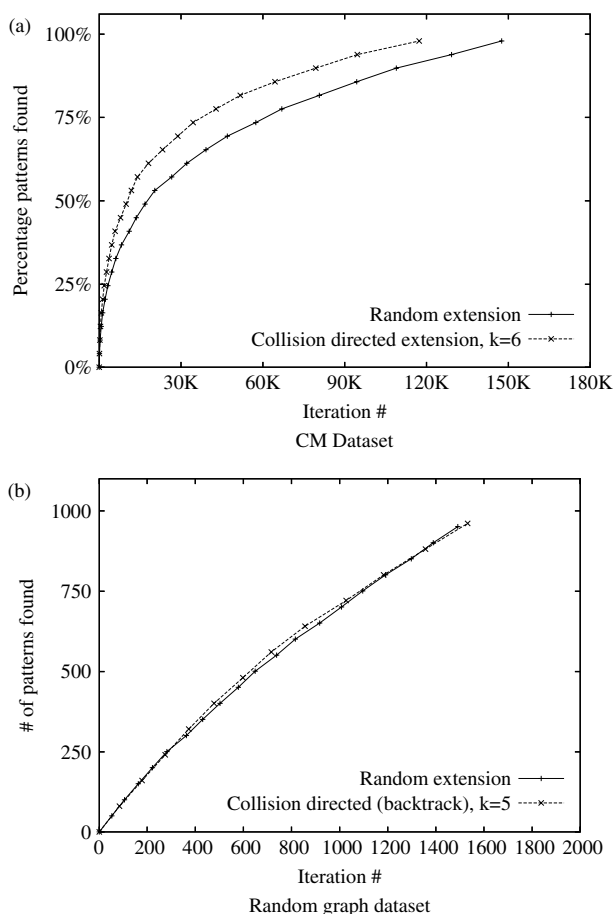 (a)
100%
75%
50%
25%
0%
Percentage patterns found
Random extension
Collision directed extension, k=6
30K 60K 90K 120K 150K 180K
Iteration #
CM Dataset
(b)
1000
750
500
250
0
# of patterns found
Random extension
Collision directed (backtrack), k=5
0 200 400 600 800 1000 1200 1400 1600 1800 2000
Iteration #
Random graph dataset